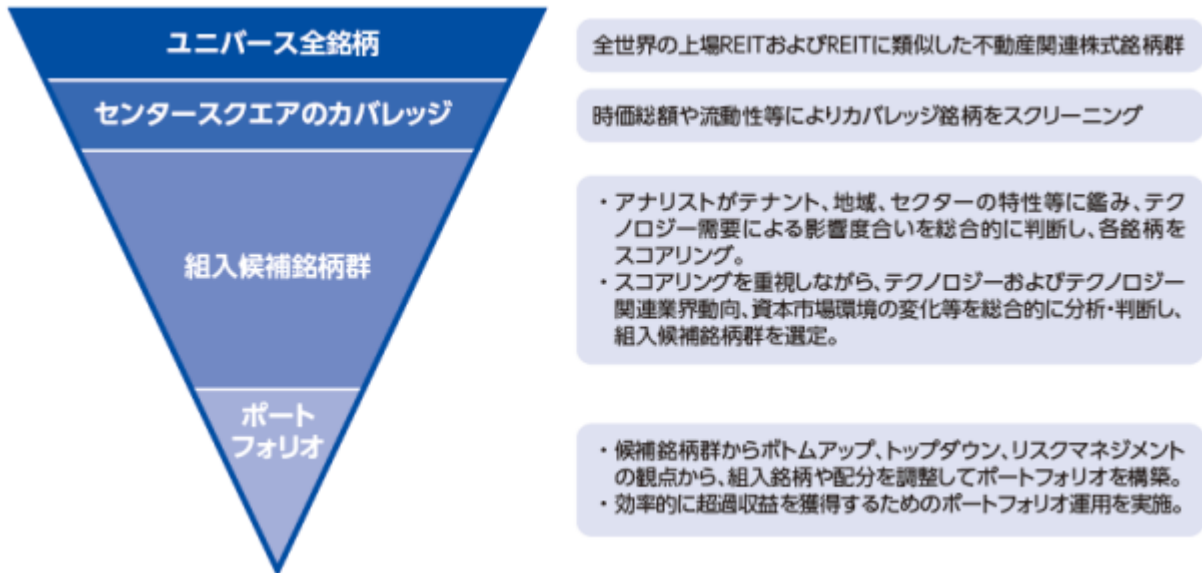 ユニバース全銘柄
全世界の上場REITおよびREITに類似した不動産関連株式銘柄群
センタースクエアのカバレッジ
時価総額や流動性等によりカバレッジ銘柄をスクリーニング
組入候補銘柄群
・アナリストがテナント、地域、セクターの特性等に鑑み、テク
ノロジー需要による影響度合いを総合的に判断し、各銘柄を
スコアリング。
・スコアリングを重視しながら、テクノロジーおよびテクノロジー
関連業界動向、資本市場環境の変化等を総合的に分析・判断し、
組入候補銘柄群を選定。
ポート
フォリオ
・候補銘柄群からボトムアップ、トップダウン、リスクマネジメント
の観点から、組入銘柄や配分を調整してポートフォリオを構築。
・効率的に超過収益を獲得するためのポートフォリオ運用を実施。